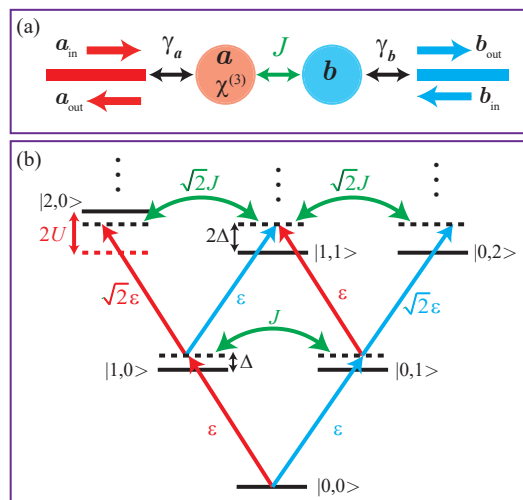 (a)
a_in γ_a a χ^(3) J b γ_b b_out
a_out b_in
(b)
|2,0> √2J √2J
2U 2Δ |1,1> |0,2>
√2ε ε ε √2ε
J
|1,0> Δ |0,1>
ε ε
|0,0>